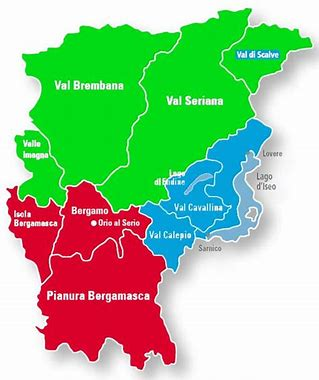 Val di Scalve
Val Brembana
Val Seriana
Valle
Imagna
Lovere
Lago
di Endine
Lago
d'Iseo
Val Cavallina
Isola
Bergamasca
Bergamo
Orio al Serio
Val Calepio
Sarnico
Pianura Bergamasca